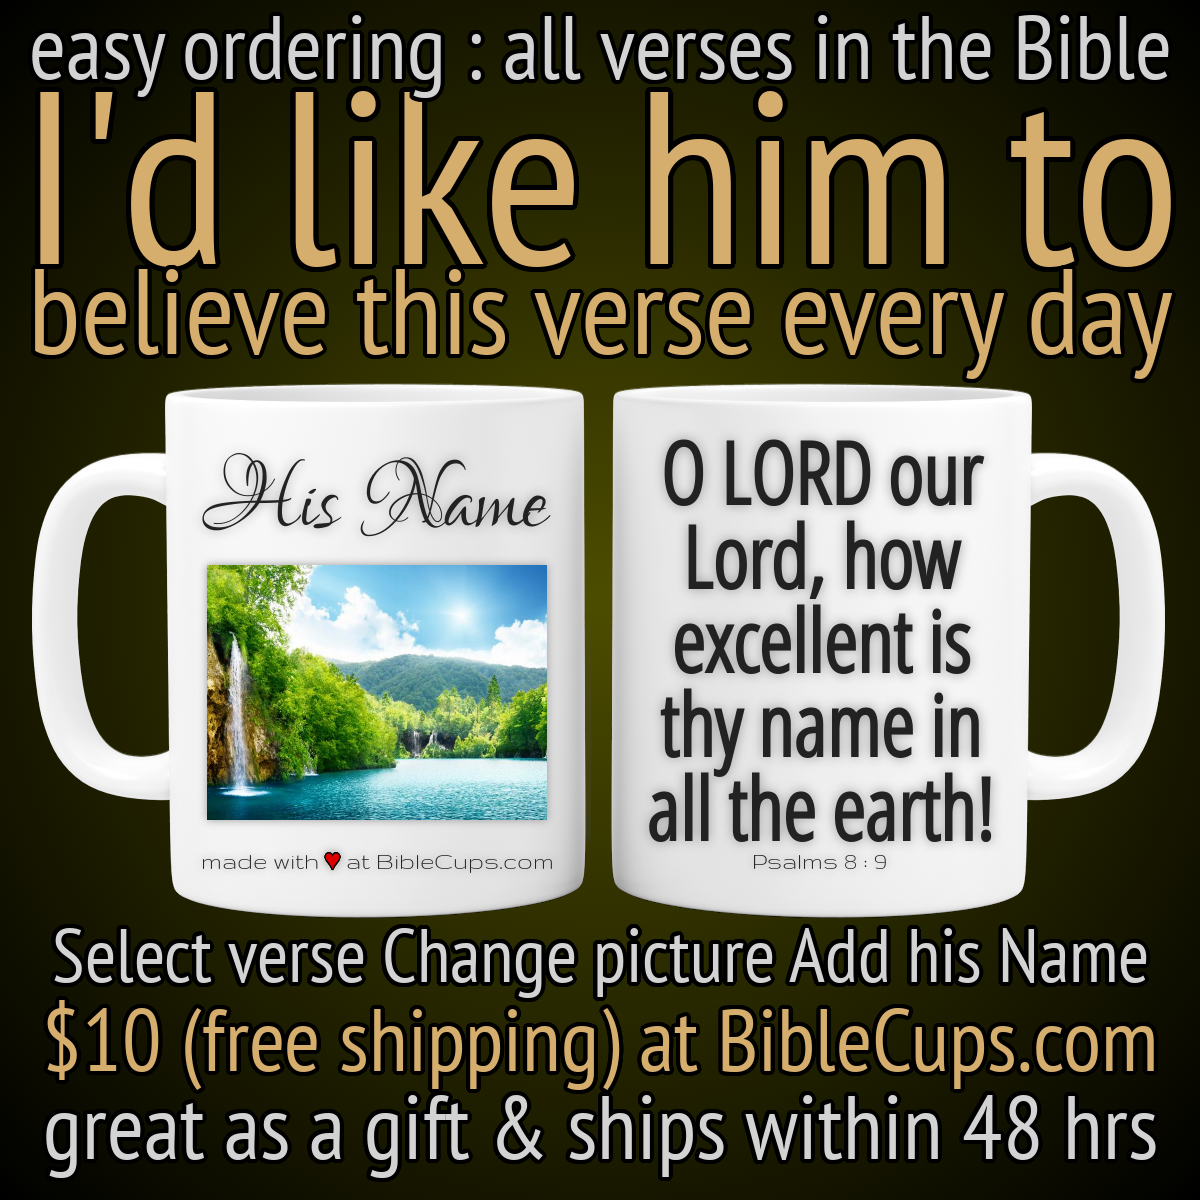 easy ordering : all verses in the Bible
I'd like him to
believe this verse every day
His Name
made with ♥ at BibleCups.com
O LORD our
Lord, how
excellent is
thy name in
all the earth!
Psalms 8 : 9
Select verse Change picture Add his Name
$10 (free shipping) at BibleCups.com
great as a gift & ships within 48 hrs